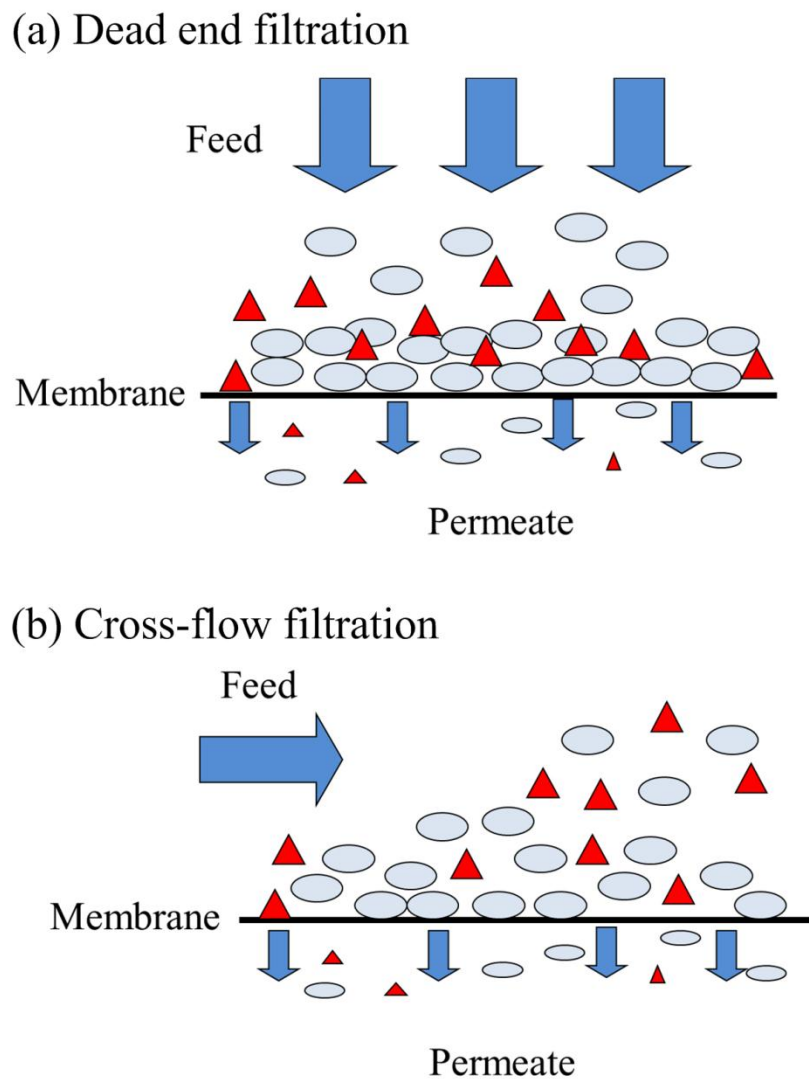 (a) Dead end filtration
Feed
Membrane
Permeate
(b) Cross-flow filtration
Feed
Membrane
Permeate